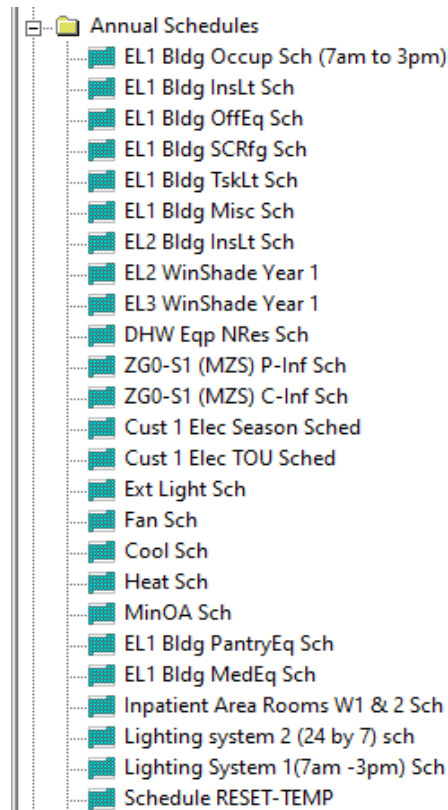 Annual Schedules
EL1 Bldg Occup Sch (7am to 3pm)
EL1 Bldg InsLt Sch
EL1 Bldg OffEq Sch
EL1 Bldg SCRfg Sch
EL1 Bldg TskLt Sch
EL1 Bldg Misc Sch
EL2 Bldg InsLt Sch
EL2 WinShade Year 1
EL3 WinShade Year 1
DHW Eqp NRes Sch
ZG0-S1 (MZS) P-Inf Sch
ZG0-S1 (MZS) C-Inf Sch
Cust 1 Elec Season Sched
Cust 1 Elec TOU Sched
Ext Light Sch
Fan Sch
Cool Sch
Heat Sch
MinOA Sch
EL1 Bldg PantryEq Sch
EL1 Bldg MedEq Sch
Inpatient Area Rooms W1 & 2 Sch
Lighting system 2 (24 by 7) sch
Lighting System 1(7am -3pm) Sch
Schedule RESET-TEMP